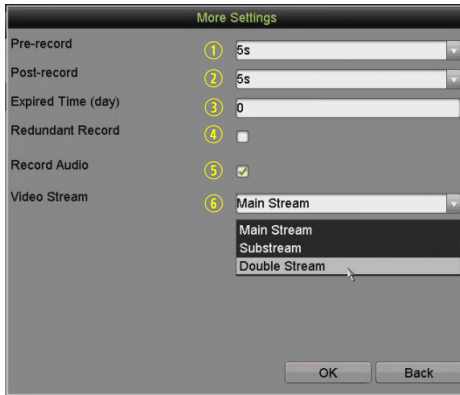 More Settings
Pre-record ① 5s
Post-record ② 5s
Expired Time (day) ③ 0
Redundant Record ④
Record Audio ⑤
Video Stream ⑥ Main Stream
Main Stream
Substream
Double Stream
OK Back